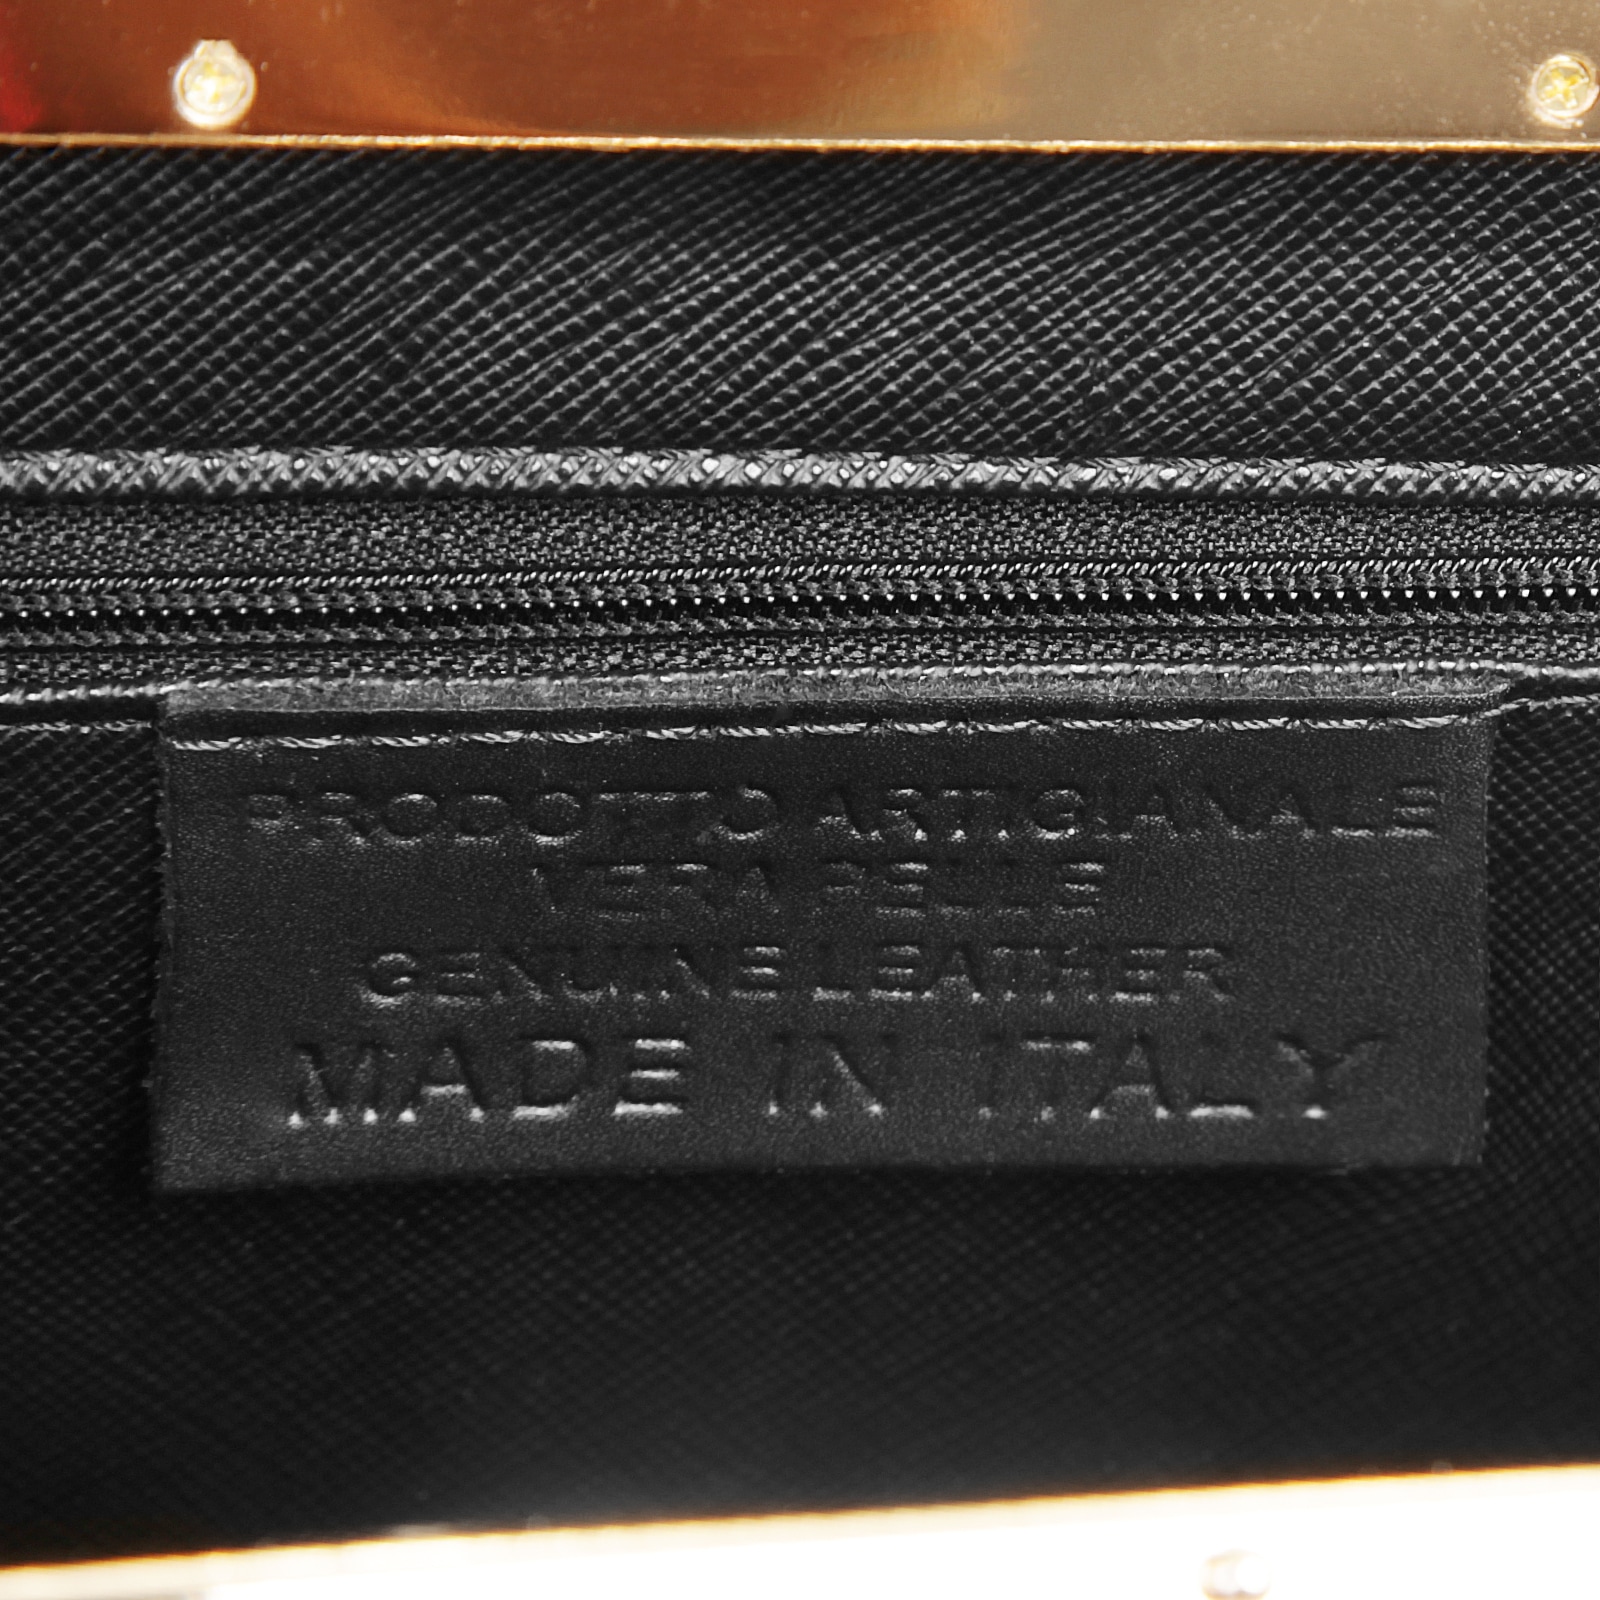 PRODOTTO ARTIGIANALE
VERA PELLE
GENUINE LEATHER
MADE IN ITALY